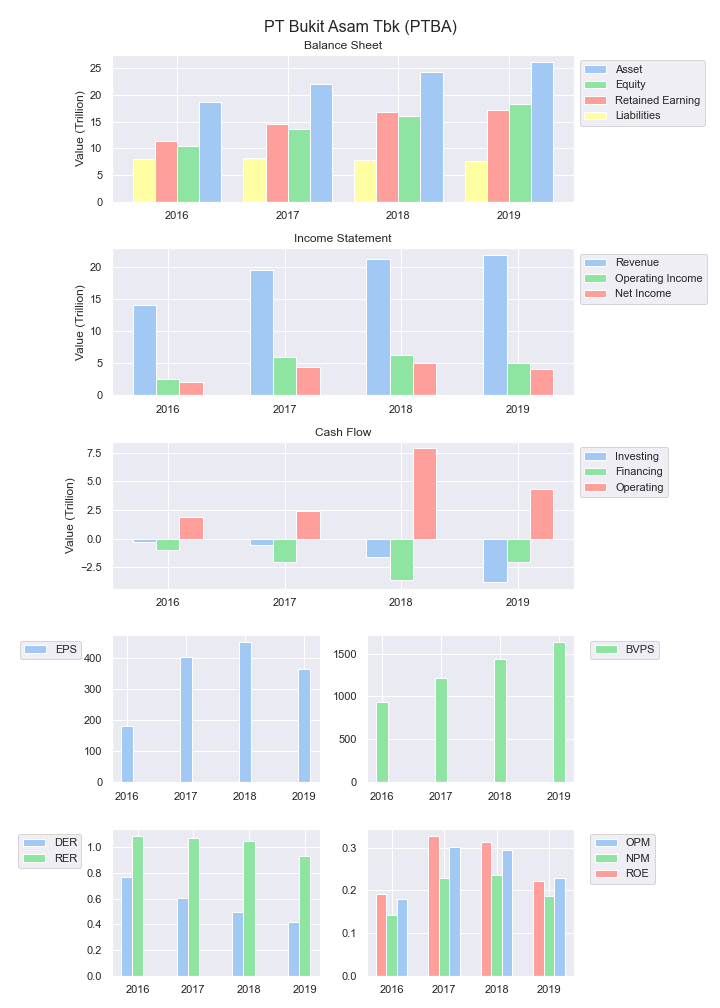 PT Bukit Asam Tbk (PTBA)
Balance Sheet
Value (Trillion)
25
20
15
10
5
0
2016 2017 2018 2019
Asset
Equity
Retained Earning
Liabilities
Income Statement
Value (Trillion)
20
15
10
5
0
2016 2017 2018 2019
Revenue
Operating Income
Net Income
Cash Flow
Value (Trillion)
7.5
5.0
2.5
0.0
−2.5
2016 2017 2018 2019
Investing
Financing
Operating
EPS
400
300
200
100
0
2016 2017 2018 2019
1500
1000
500
0
2016 2017 2018 2019
BVPS
DER
RER
1.0
0.8
0.6
0.4
0.2
0.0
2016 2017 2018 2019
0.3
0.2
0.1
0.0
2016 2017 2018 2019
OPM
NPM
ROE